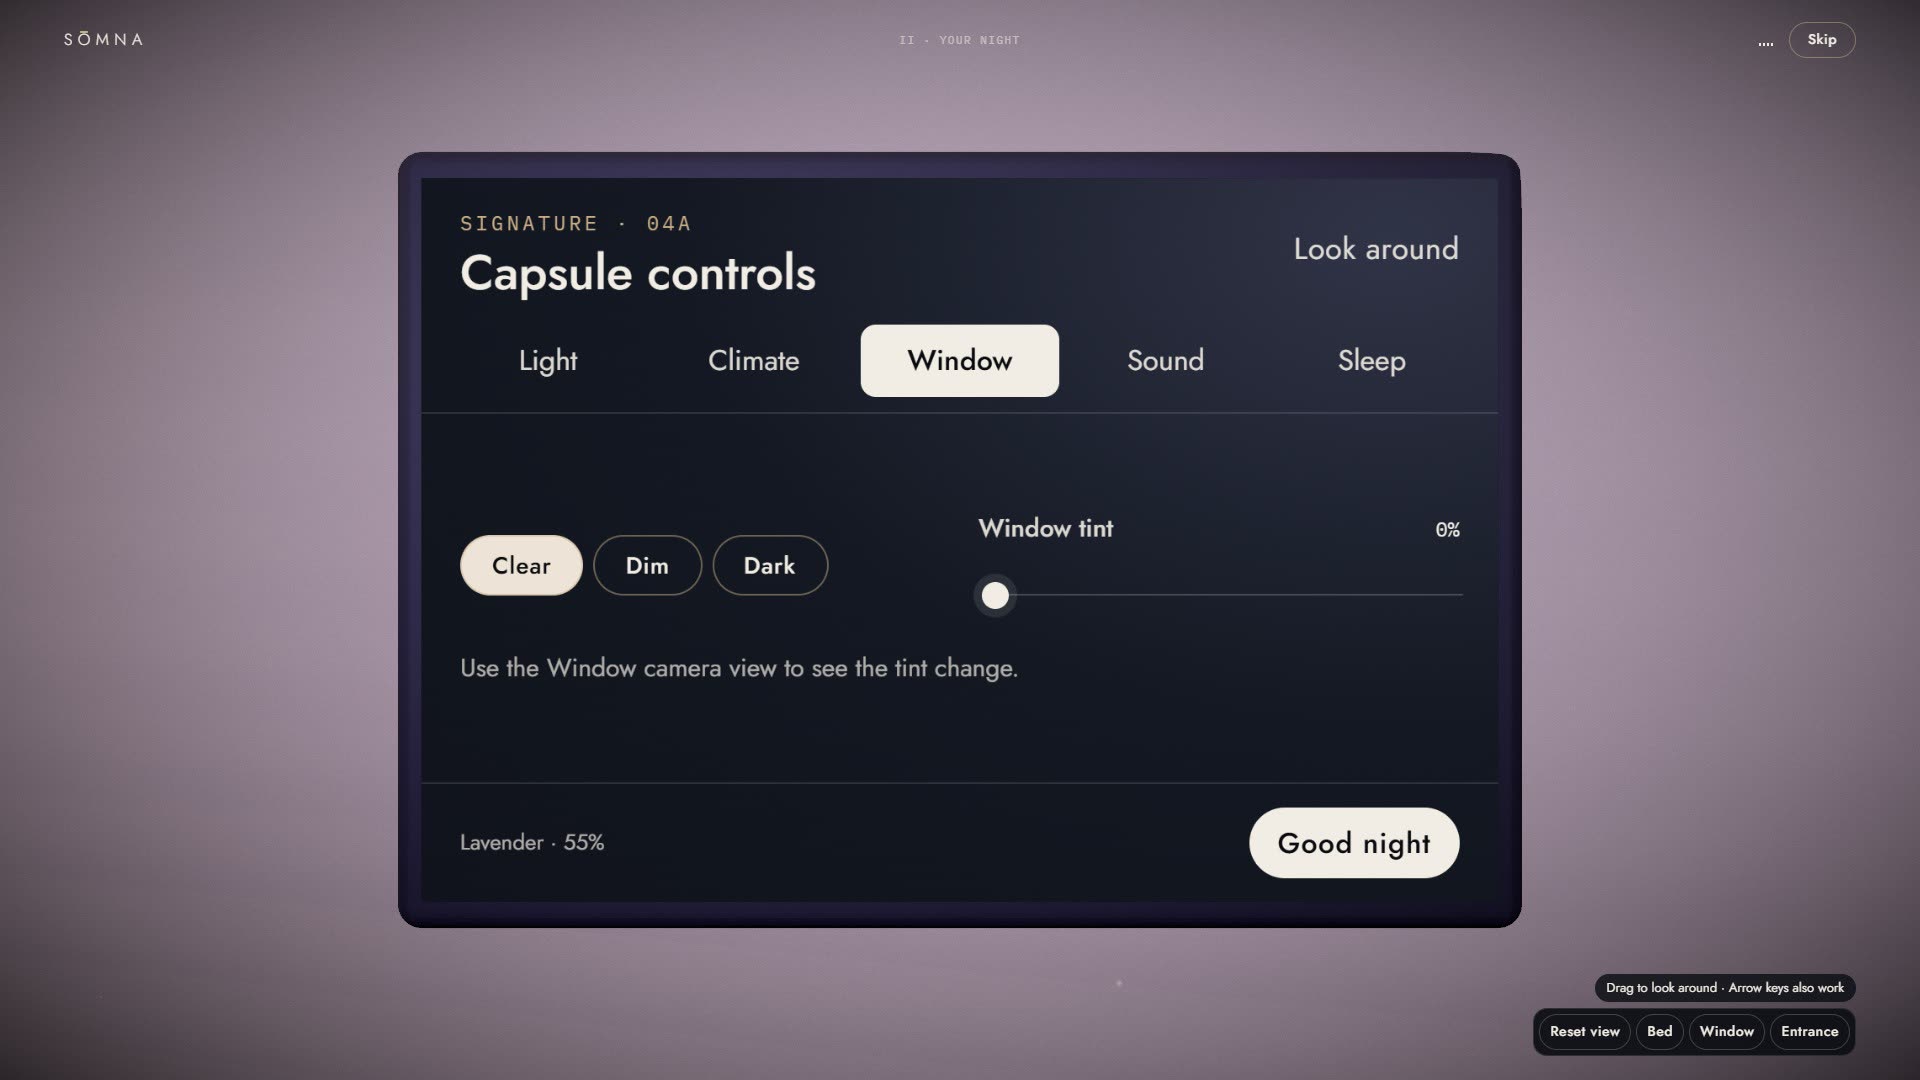 SŌMNA
II · YOUR NIGHT
Skip
SIGNATURE · 04A
Capsule controls
Look around
Light Climate Window Sound Sleep
Window tint 0%
Clear Dim Dark
Use the Window camera view to see the tint change.
Lavender · 55%
Good night
Drag to look around · Arrow keys also work
Reset view Bed Window Entrance